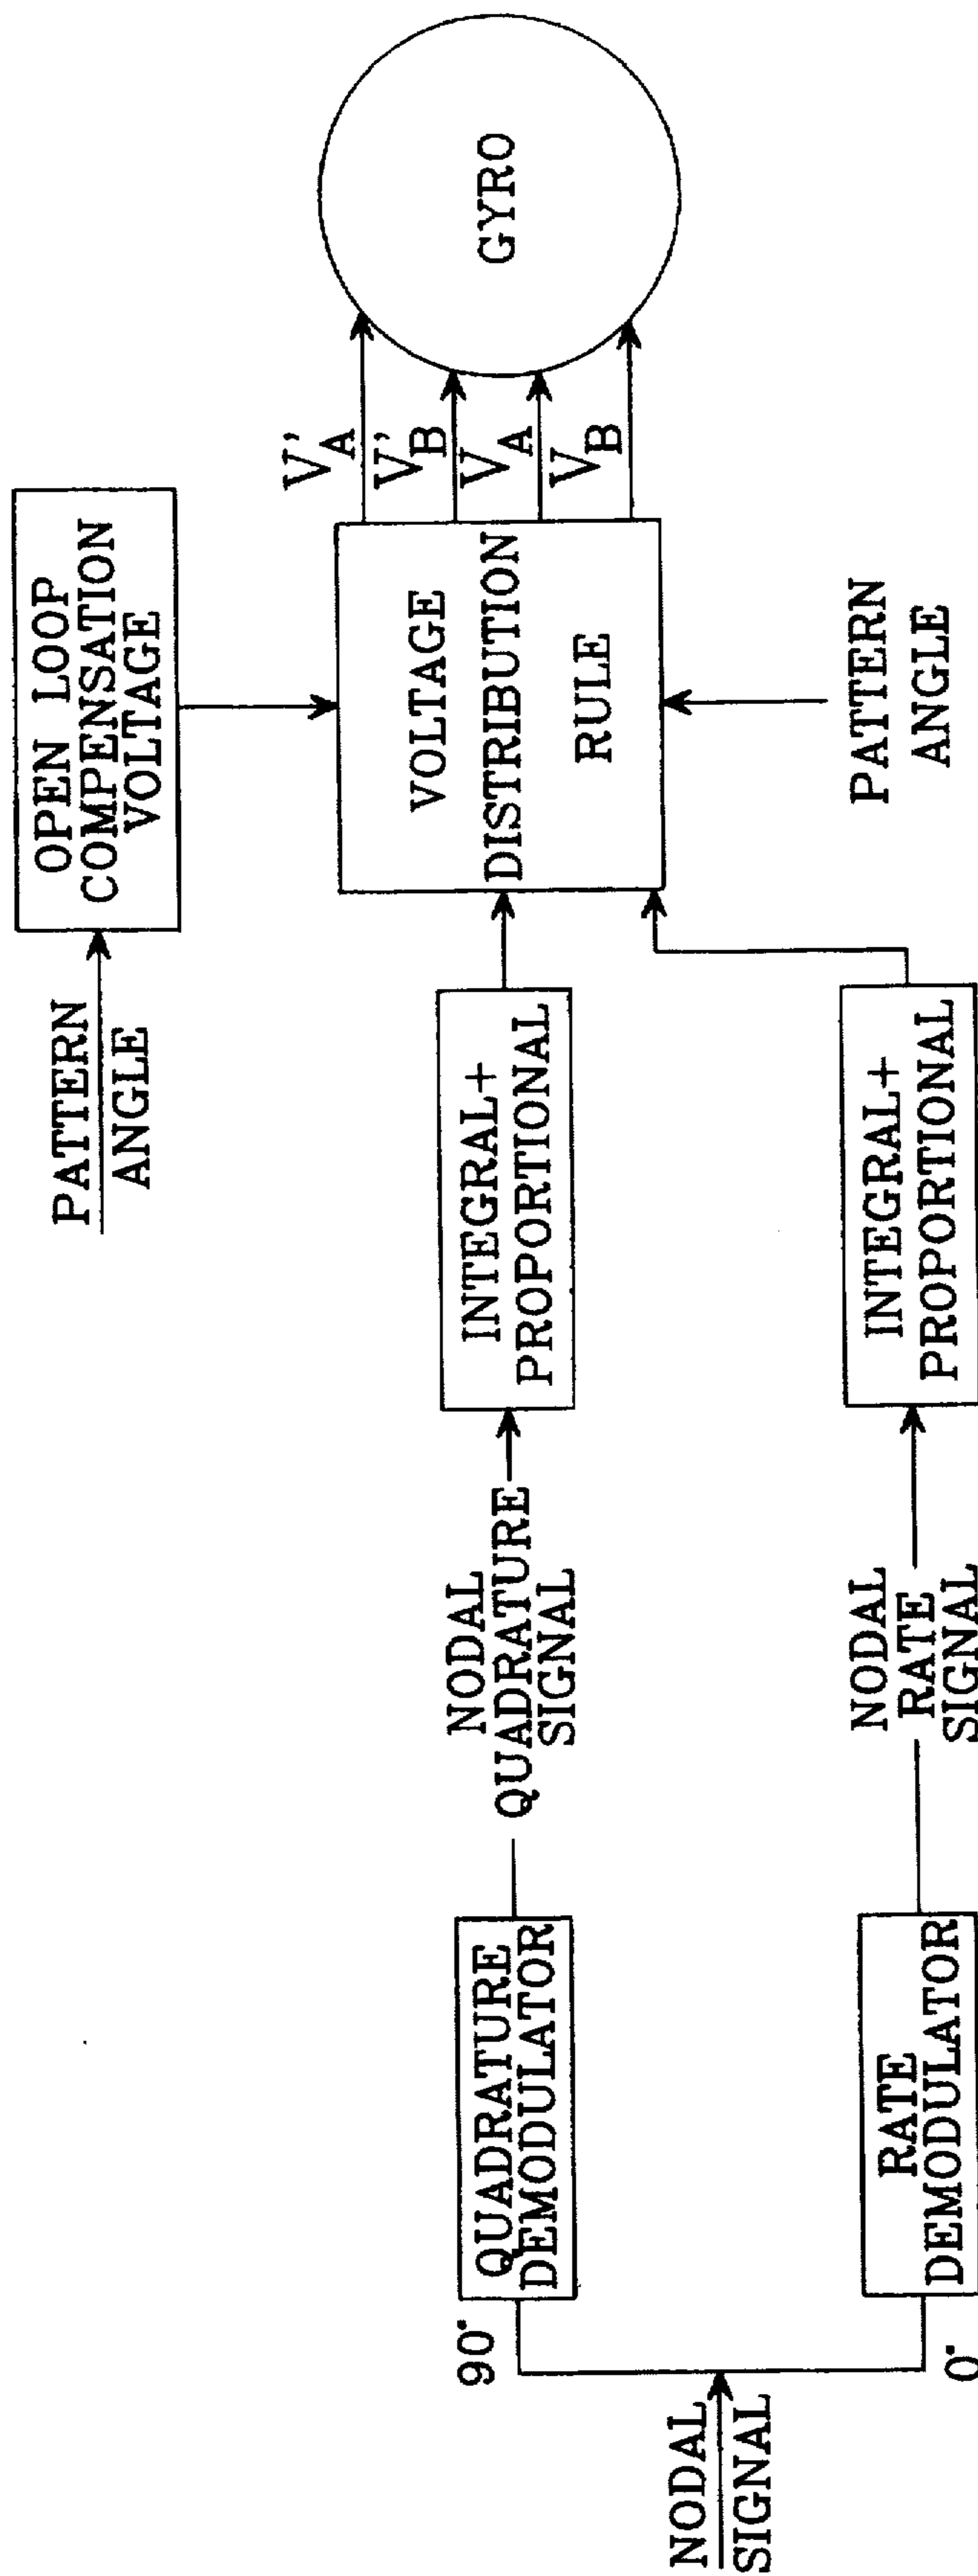 NODAL
SIGNAL
90°
QUADRATURE
DEMODULATOR
0°
RATE
DEMODULATOR
NODAL
QUADRATURE
SIGNAL
NODAL
RATE
SIGNAL
INTEGRAL+
PROPORTIONAL
INTEGRAL+
PROPORTIONAL
PATTERN
ANGLE
OPEN LOOP
COMPENSATION
VOLTAGE
VOLTAGE
DISTRIBUTION
RULE
PATTERN
ANGLE
V'A
V'B
VA
VB
GYRO